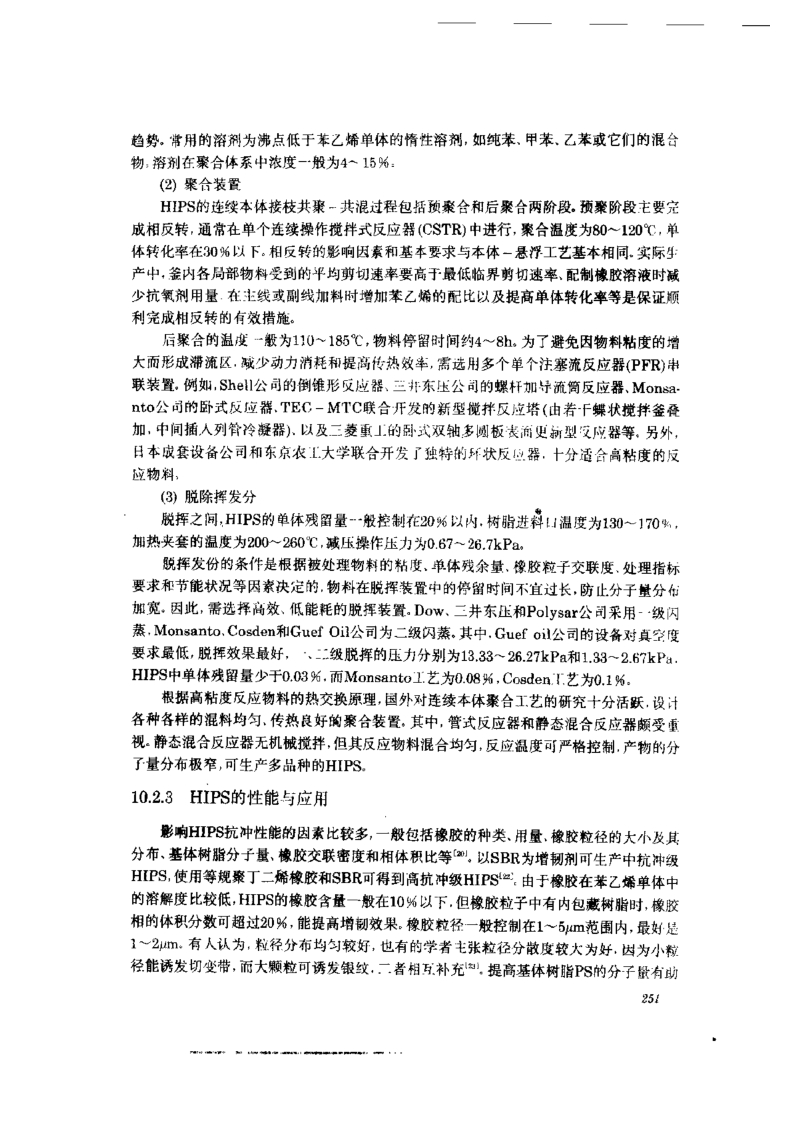 趋势。常用的溶剂为沸点低于苯乙烯单体的惰性溶剂,如纯苯、甲苯、乙苯或它们的混合
物。溶剂在聚合体系中浓度一般为4~15%。
(2) 聚合装置
HIPS的连续本体接枝共聚-共混过程包括预聚合和后聚合两阶段。预聚阶段主要完
成相反转,通常在单个连续操作搅拌式反应器(CSTR)中进行,聚合温度为80~120℃,单
体转化率在30%以下。相反转的影响因素和基本要求与本体-悬浮工艺基本相同。实际生
产中,釜内各局部物料受到的平均剪切速率要高于最低临界剪切速率、配制橡胶溶液时减
少抗氧剂用量、在主线或副线加料时增加苯乙烯的配比以及提高单体转化率等是保证顺
利完成相反转的有效措施。
后聚合的温度一般为110~185℃,物料停留时间约4~8h。为了避免因物料粘度的增
大而形成滞流区,减少动力消耗和提高传热效率,需选用多个单个注塞流反应器(PFR)串
联装置。例如,Shell公司的倒锥形反应器、三井东压公司的螺杆加导流筒反应器、Monsa-
nto公司的卧式反应器、TEC-MTC联合开发的新型搅拌反应塔(由若干螺状搅拌釜叠
加,中间插入列管冷凝器)、以及三菱重工的卧式双轴多圆板表面更新型反应器等。另外,
日本成套设备公司和东京农工大学联合开发了独特的环状反应器,十分适合高粘度的反
应物料。
(3) 脱除挥发分
脱挥之间,HIPS的单体残留量一般控制在20%以内,树脂进料口温度为130~170%,
加热夹套的温度为200~260℃,减压操作压力为0.67~26.7kPa。
脱挥发份的条件是根据被处理物料的粘度、单体残余量、橡胶粒子交联度、处理指标
要求和节能状况等因素决定的,物料在脱挥装置中的停留时间不宜过长,防止分子量分布
加宽。因此,需选择高效、低能耗的脱挥装置。Dow、三井东压和Polysar公司采用一级闪
蒸,Monsanto、Cosden和Guef Oil公司为二级闪蒸。其中,Guef oil公司的设备对真空度
要求最低,脱挥效果最好,一、二级脱挥的压力分别为13.33~26.27kPa和1.33~2.67kPa,
HIPS中单体残留量少于0.03%,而Monsanto工艺为0.08%,Cosden工艺为0.1%。
根据高粘度反应物料的热交换原理,国外对连续本体聚合工艺的研究十分活跃,设计
各种各样的混料均匀、传热良好的聚合装置。其中,管式反应器和静态混合反应器颇受重
视。静态混合反应器无机械搅拌,但其反应物料混合均匀,反应温度可严格控制,产物的分
子量分布极窄,可生产多品种的HIPS。
10.2.3 HIPS的性能与应用
影响HIPS抗冲性能的因素比较多,一般包括橡胶的种类、用量、橡胶粒径的大小及其
分布、基体树脂分子量、橡胶交联密度和相体积比等[20]。以SBR为增韧剂可生产中抗冲级
HIPS,使用等规聚丁二烯橡胶和SBR可得到高抗冲级HIPS[22]。由于橡胶在苯乙烯单体中
的溶解度比较低,HIPS的橡胶含量一般在10%以下,但橡胶粒子中有内包藏树脂时,橡胶
相的体积分数可超过20%,能提高增韧效果。橡胶粒径一般控制在1~5μm范围内,最好是
1~2μm。有人认为,粒径分布均匀较好,也有的学者主张粒径分散度较大为好,因为小粒
径能诱发切变带,而大颗粒可诱发银纹,二者相互补充[23]。提高基体树脂PS的分子量有助
251